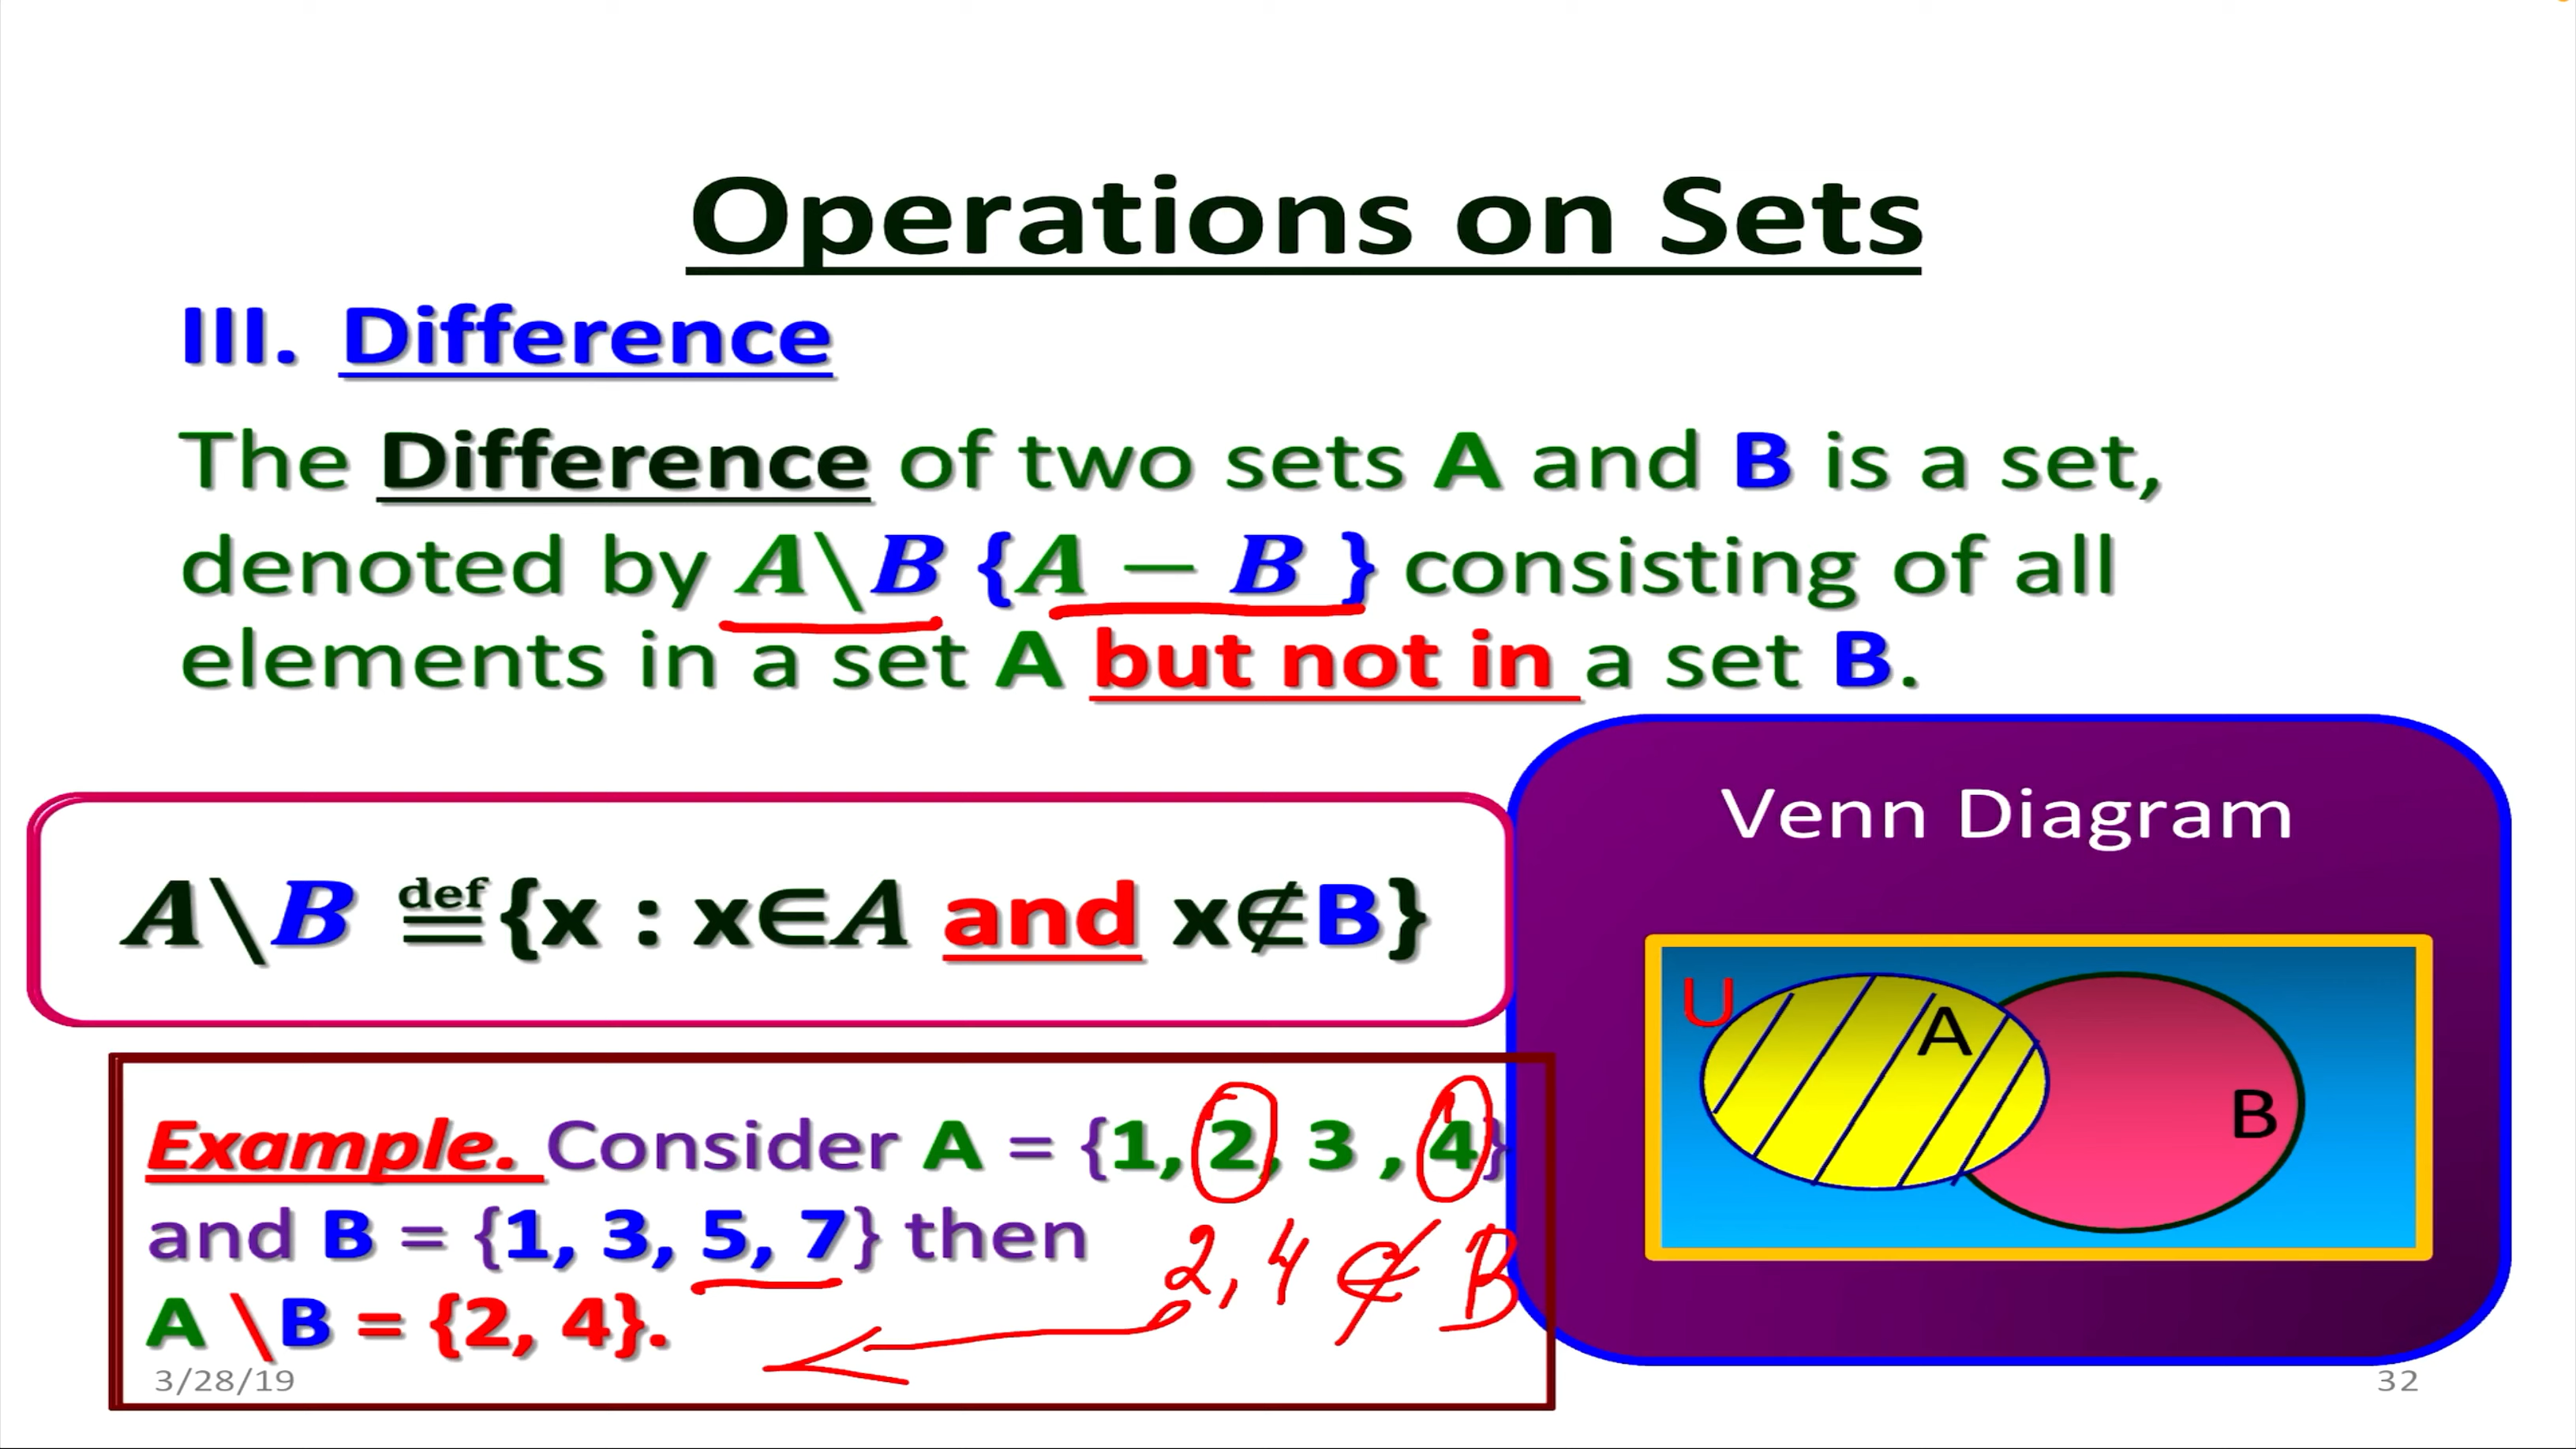 Operations on Sets
III. Difference
The Difference of two sets A and B is a set,
denoted by A\B {A − B } consisting of all
elements in a set A but not in a set B.
A\B ≝ {x : x∈A and x∉B}
Venn Diagram
U
A
B
Example. Consider A = {1, 2, 3 , 4}
and B = {1, 3, 5, 7} then
2, 4 ∉ B
A \B = {2, 4}.
3/28/19
32